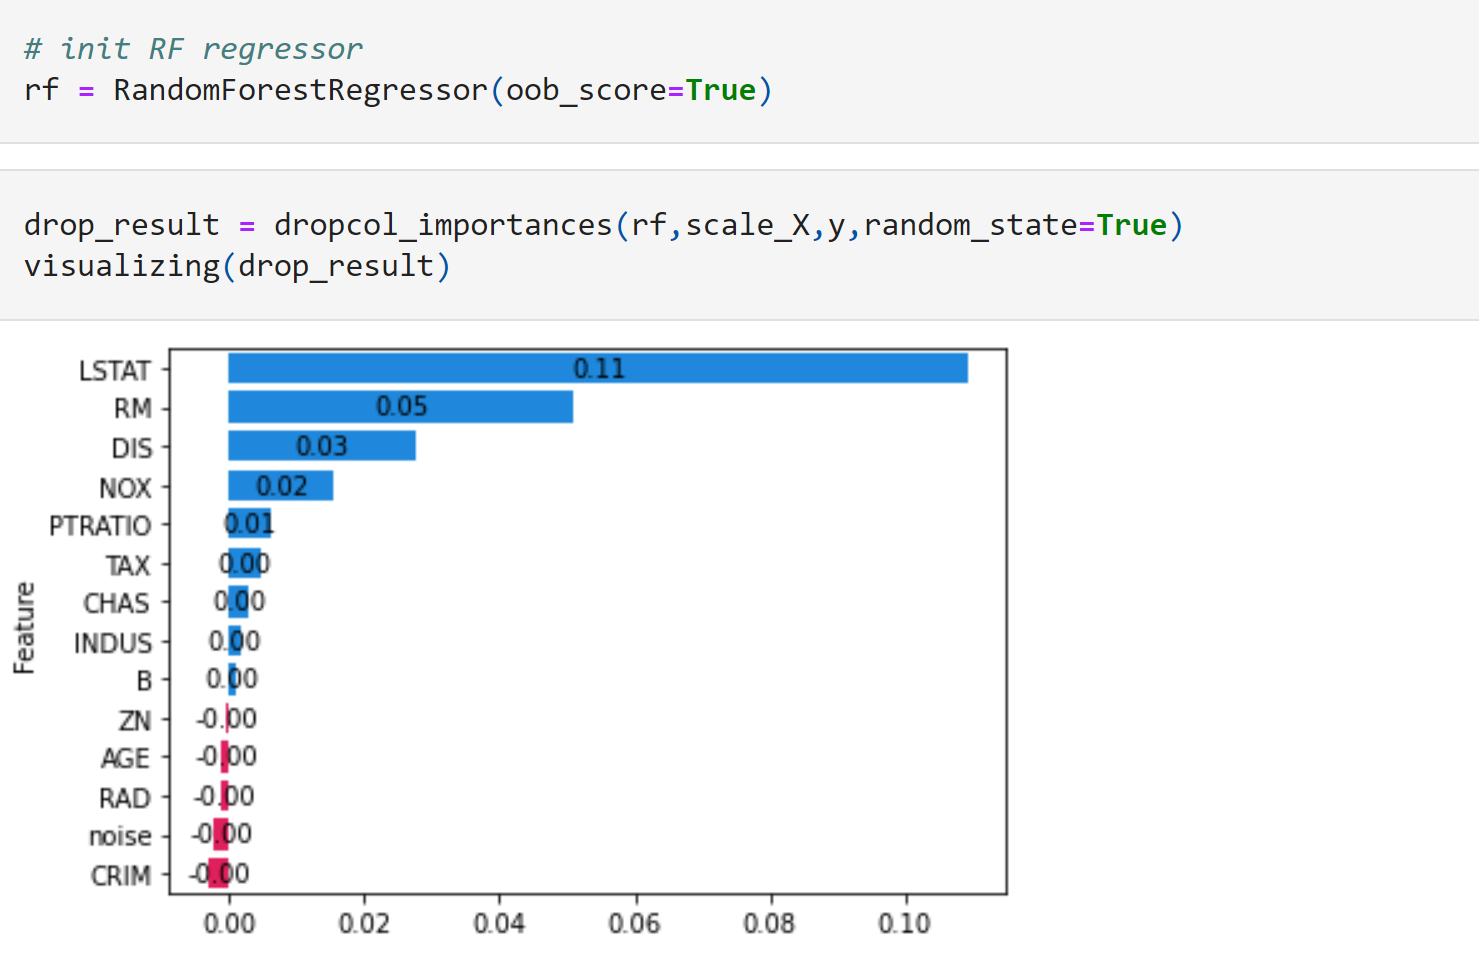 # init RF regressor
rf = RandomForestRegressor(oob_score=True)
drop_result = dropcol_importances(rf,scale_X,y,random_state=True)
visualizing(drop_result)
Feature
LSTAT 0.11
RM 0.05
DIS 0.03
NOX 0.02
PTRATIO 0.01
TAX 0.00
CHAS 0.00
INDUS 0.00
B 0.00
ZN -0.00
AGE -0.00
RAD -0.00
noise -0.00
CRIM -0.00
0.00 0.02 0.04 0.06 0.08 0.10